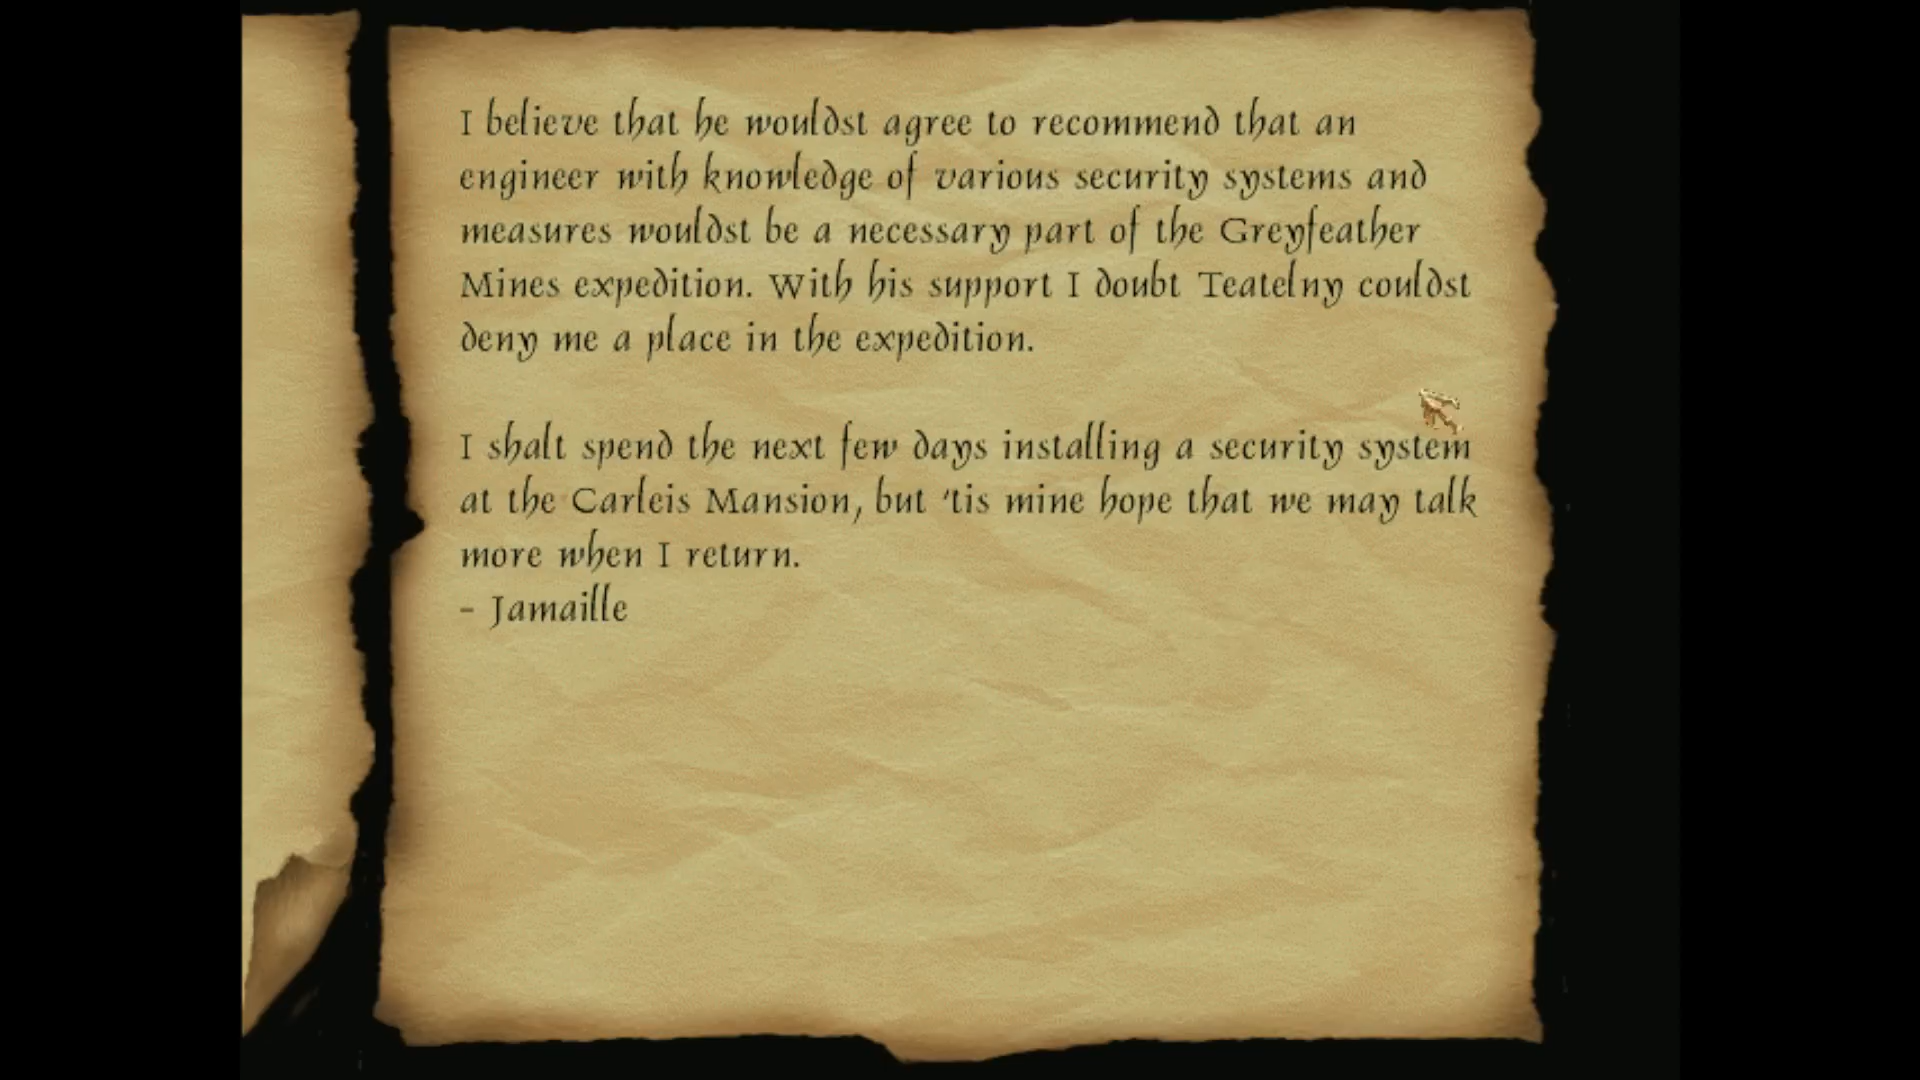 I believe that he wouldst agree to recommend that an
engineer with knowledge of various security systems and
measures wouldst be a necessary part of the Greyfeather
Mines expedition. With his support I doubt Teatelny couldst
deny me a place in the expedition.
I shalt spend the next few days installing a security system
at the Carleis Mansion, but 'tis mine hope that we may talk
more when I return.
- Jamaille